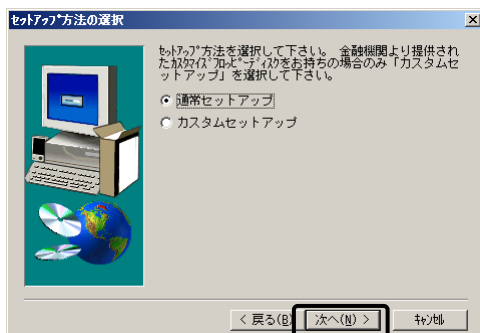 ｾｯﾄｱｯﾌﾟ方法の選択
ｾｯﾄｱｯﾌﾟ方法を選択して下さい。 金融機関より提供され
たｶｽﾀﾏｲｽﾞﾌﾛｯﾋﾟｰﾃﾞｨｽｸをお持ちの場合のみ「カスタムセ
ットアップ」を選択して下さい。
通常セットアップ
カスタムセットアップ
< 戻る(B)
次へ(N) >
ｷｬﾝｾﾙ